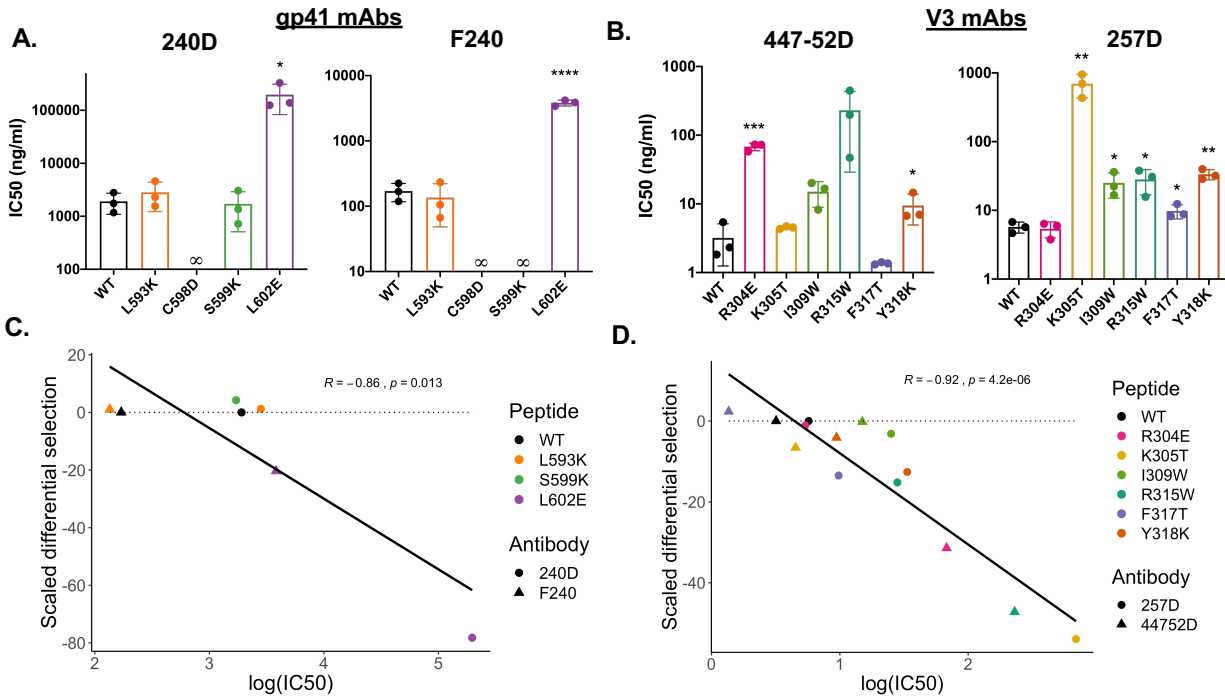 gp41 mAbs
V3 mAbs
A.
240D
F240
IC50 (ng/ml)
100000
10000
1000
100
*
∞
WT
L593K
C598D
S599K
L602E
10000
1000
100
10
****
∞
∞
WT
L593K
C598D
S599K
L602E
B.
447-52D
257D
IC50 (ng/ml)
1000
100
10
1
***
*
WT
R304E
K305T
I309W
R315W
F317T
Y318K
1000
100
10
1
**
*
*
*
**
WT
R304E
K305T
I309W
R315W
F317T
Y318K
C.
Scaled differential selection
20
0
-20
-40
-60
-80
R = −0.86 , p = 0.013
2
3
4
5
log(IC50)
Peptide
WT
L593K
S599K
L602E
Antibody
240D
F240
D.
Scaled differential selection
0
-20
-40
R = −0.92 , p = 4.2e−06
0
1
2
log(IC50)
Peptide
WT
R304E
K305T
I309W
R315W
F317T
Y318K
Antibody
257D
44752D